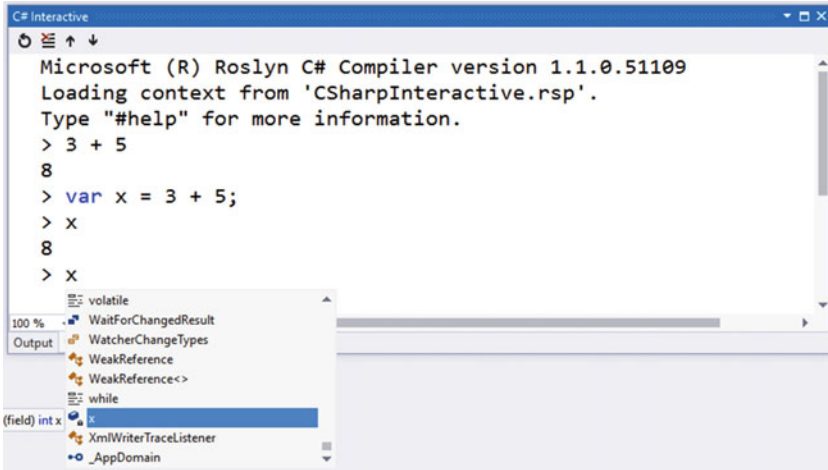 C# Interactive
Microsoft (R) Roslyn C# Compiler version 1.1.0.51109
Loading context from 'CSharpInteractive.rsp'.
Type "#help" for more information.
> 3 + 5
8
> var x = 3 + 5;
> x
8
> x
volatile
100 %
WaitForChangedResult
Output
WatcherChangeTypes
WeakReference
WeakReference<>
while
(field) int x
x
XmlWriterTraceListener
_AppDomain